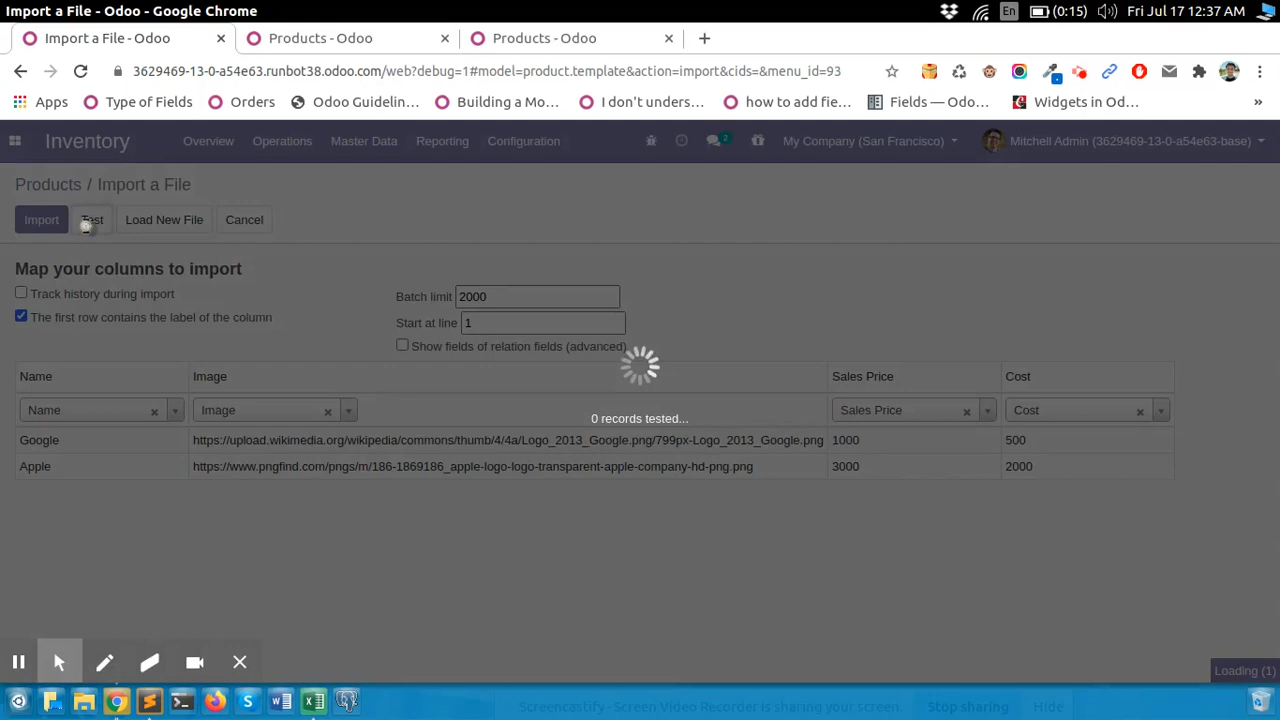 Import a File - Odoo - Google Chrome
En
(0:15)
Fri Jul 17 12:37 AM
Import a File - Odoo
Products - Odoo
Products - Odoo
3629469-13-0-a54e63.runbot38.odoo.com/web?debug=1#model=product.template&action=import&cids=&menu_id=93
Apps
Type of Fields
Orders
Odoo Guidelin...
Building a Mo...
I don't unders...
how to add fie...
Fields — Odo...
Widgets in Od...
»
Inventory
Overview
Operations
Master Data
Reporting
Configuration
2
My Company (San Francisco)
Mitchell Admin (3629469-13-0-a54e63-base)
Products / Import a File
Import
Test
Load New File
Cancel
Map your columns to import
Track history during import
The first row contains the label of the column
Batch limit 2000
Start at line 1
Show fields of relation fields (advanced)
Name Image Sales Price Cost
Name Image Sales Price Cost
0 records tested...
Google https://upload.wikimedia.org/wikipedia/commons/thumb/4/4a/Logo_2013_Google.png/799px-Logo_2013_Google.png 1000 500
Apple https://www.pngfind.com/pngs/m/186-1869186_apple-logo-logo-transparent-apple-company-hd-png.png 3000 2000
Loading (1)
Screencastify - Screen Video Recorder is sharing your screen.
Stop sharing
Hide